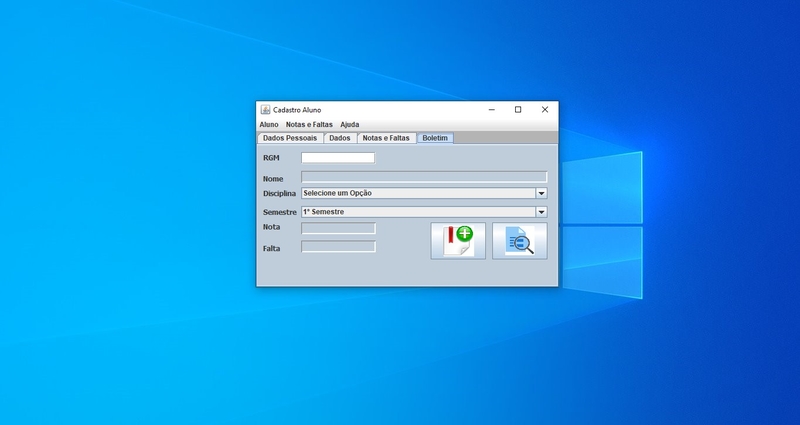 Cadastro Aluno
Aluno Notas e Faltas Ajuda
Dados Pessoais Dados Notas e Faltas Boletim
RGM
Nome
Disciplina Selecione um Opção
Semestre 1° Semestre
Nota
Falta